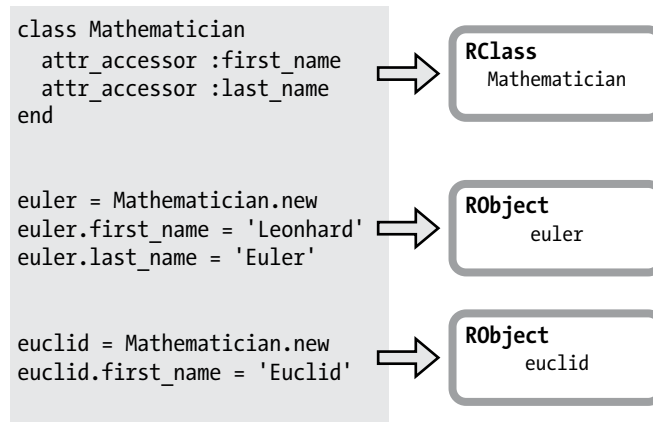 class Mathematician
  attr_accessor :first_name
  attr_accessor :last_name
end
RClass
Mathematician
euler = Mathematician.new
euler.first_name = 'Leonhard'
euler.last_name = 'Euler'
RObject
euler
euclid = Mathematician.new
euclid.first_name = 'Euclid'
RObject
euclid